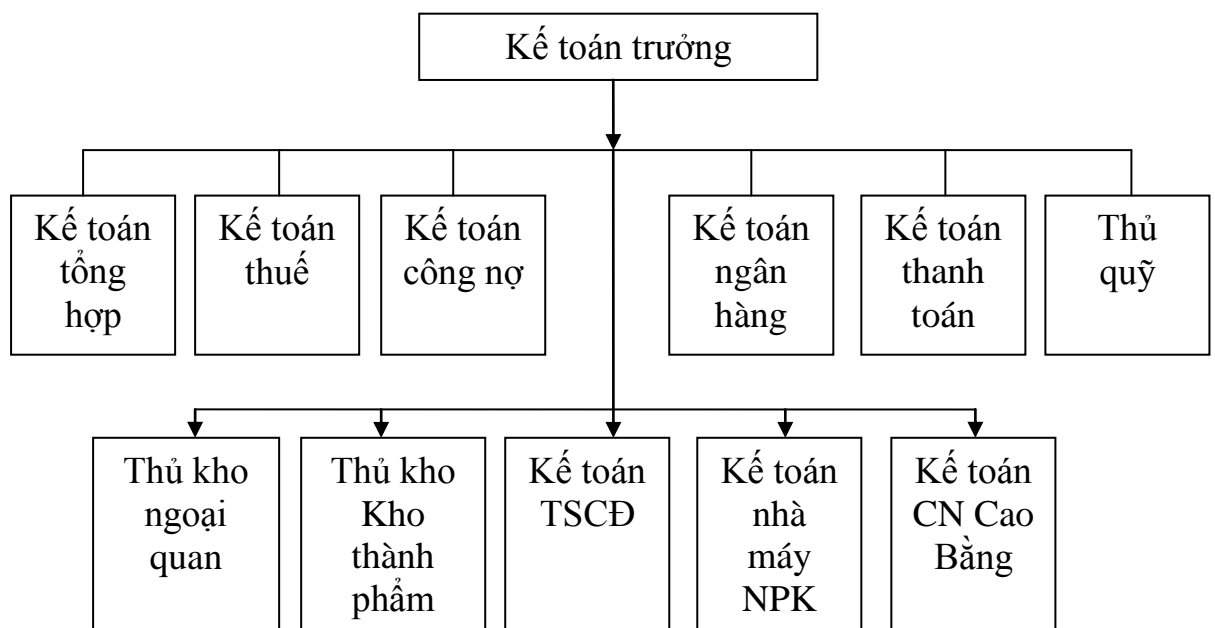 Kế toán trưởng
Kế toán
tổng
hợp
Kế toán
thuế
Kế toán
công nợ
Kế toán
ngân
hàng
Kế toán
thanh
toán
Thủ
quỹ
Thủ kho
ngoại
quan
Thủ kho
Kho
thành
phẩm
Kế toán
TSCĐ
Kế toán
nhà
máy
NPK
Kế toán
CN Cao
Bằng